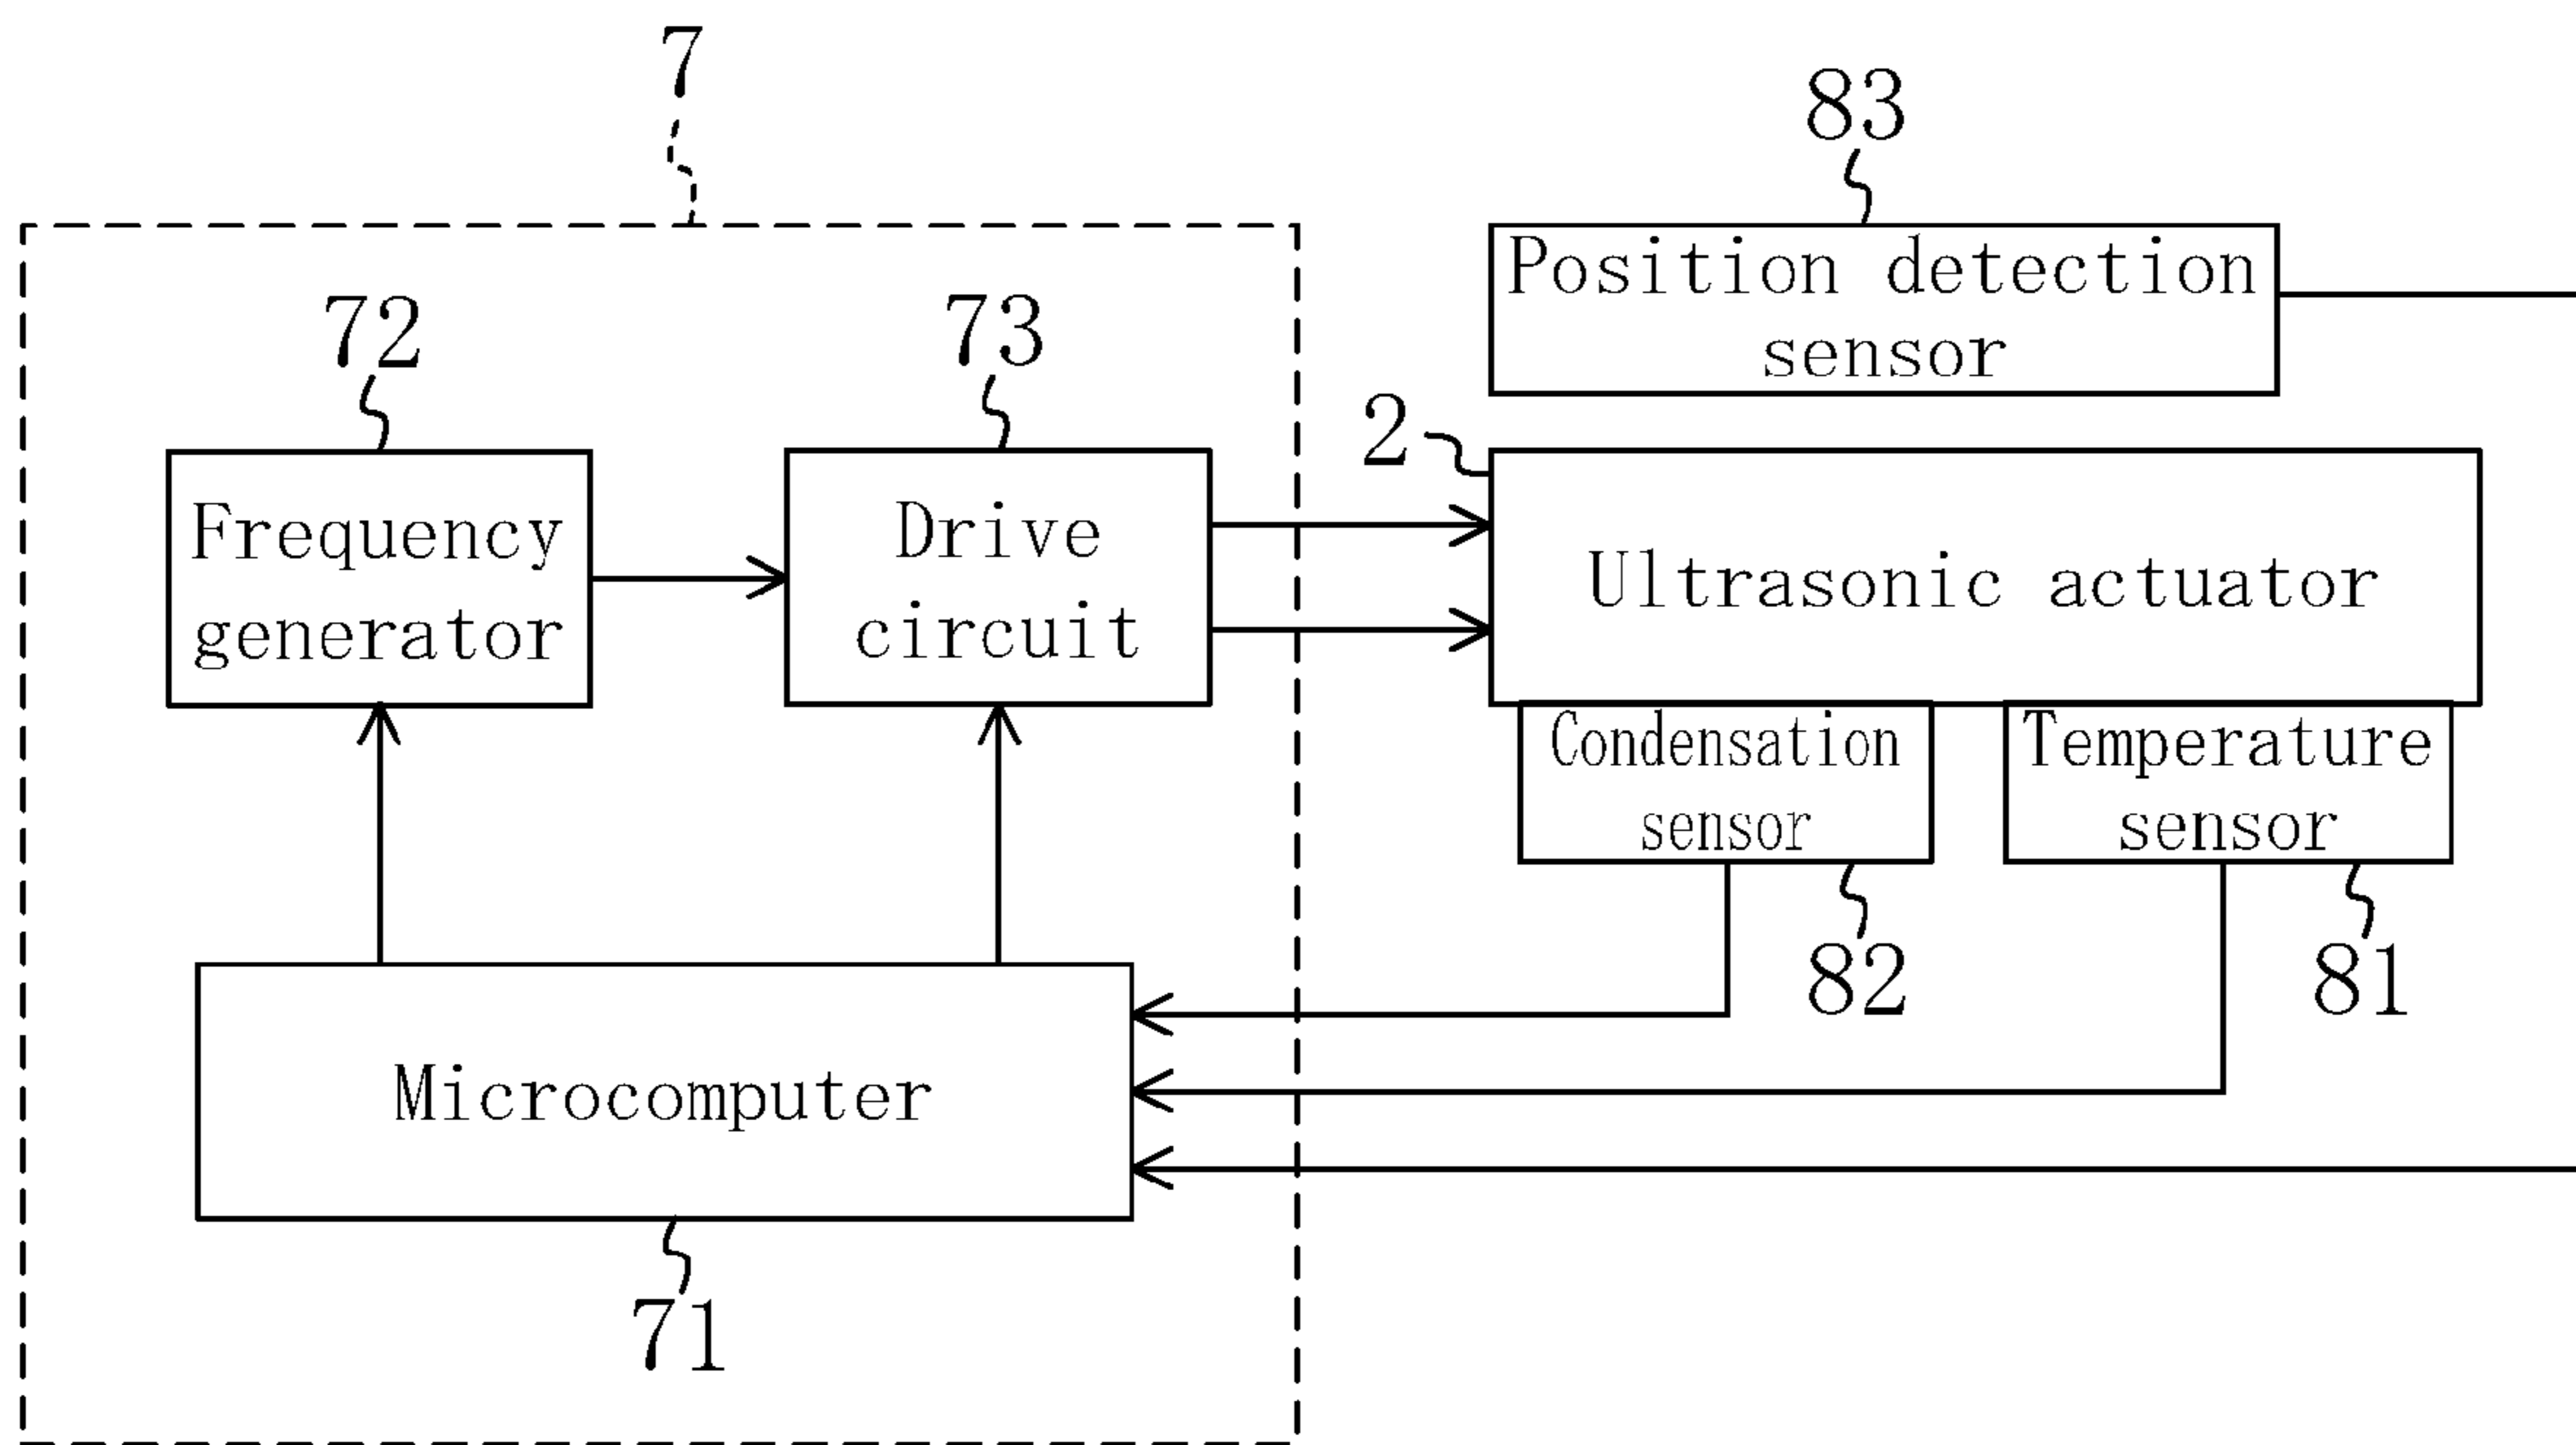 7
83
Position detection
sensor
72
73
2
Frequency
generator
Drive
circuit
Ultrasonic actuator
Condensation
sensor
Temperature
sensor
82
81
Microcomputer
71